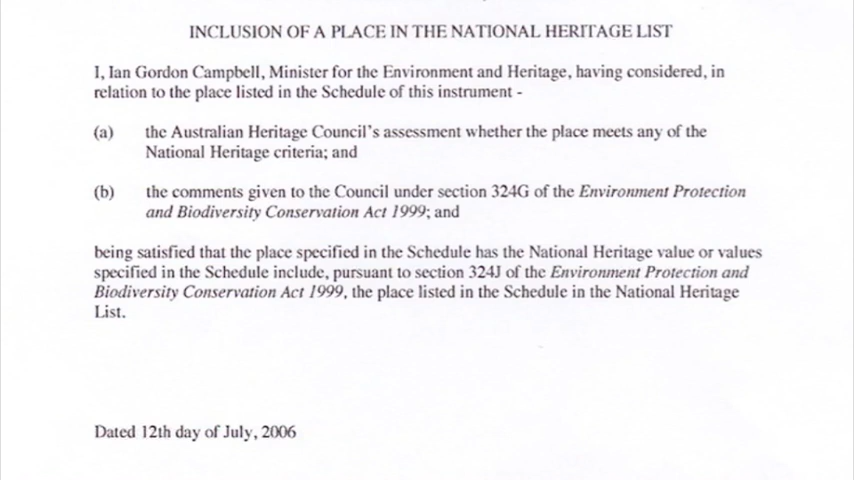 INCLUSION OF A PLACE IN THE NATIONAL HERITAGE LIST
I, Ian Gordon Campbell, Minister for the Environment and Heritage, having considered, in
relation to the place listed in the Schedule of this instrument -
(a) the Australian Heritage Council's assessment whether the place meets any of the
National Heritage criteria; and
(b) the comments given to the Council under section 324G of the Environment Protection
and Biodiversity Conservation Act 1999; and
being satisfied that the place specified in the Schedule has the National Heritage value or values
specified in the Schedule include, pursuant to section 324J of the Environment Protection and
Biodiversity Conservation Act 1999, the place listed in the Schedule in the National Heritage
List.
Dated 12th day of July, 2006